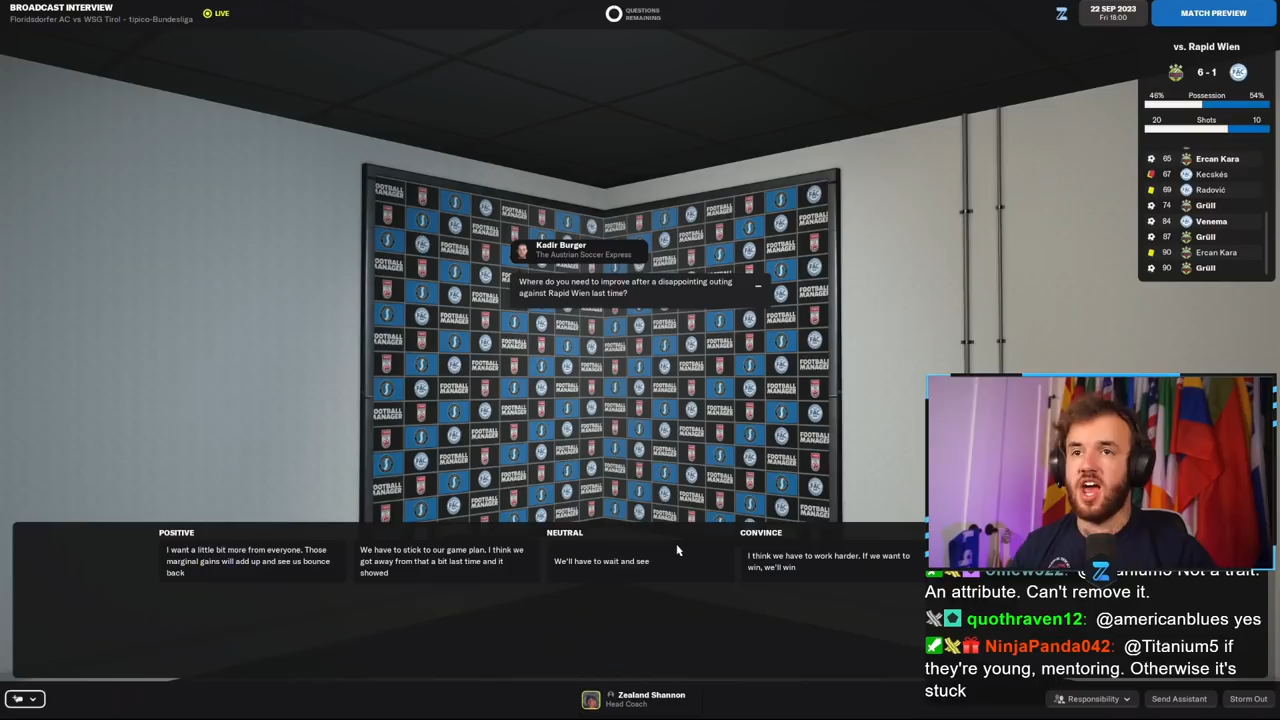 BROADCAST INTERVIEW
Floridsdorfer AC vs WSG Tirol - tipico-Bundesliga
LIVE
QUESTIONS
REMAINING
22 SEP 2023
Fri 18:00
MATCH PREVIEW
vs. Rapid Wien
6 - 1
46% Possession 54%
20 Shots 10
65 Ercan Kara
67 Kecskés
69 Radović
74 Grüll
84 Venema
87 Grüll
90 Ercan Kara
90 Grüll
Kadir Burger
The Austrian Soccer Express
Where do you need to improve after a disappointing outing
against Rapid Wien last time?
FOOTBALL
MANAGER
POSITIVE
I want a little bit more from everyone. Those
marginal gains will add up and see us bounce
back
We have to stick to our game plan. I think we
got away from that a bit last time and it
showed
NEUTRAL
We'll have to wait and see
CONVINCE
I think we have to work harder. If we want to
win, we'll win
Not a trait.
An attribute. Can't remove it.
quothraven12: @americanblues yes
NinjaPanda042: @Titanium5 if
they're young, mentoring. Otherwise it's
stuck
Zealand Shannon
Head Coach
Responsibility
Send Assistant
Storm Out